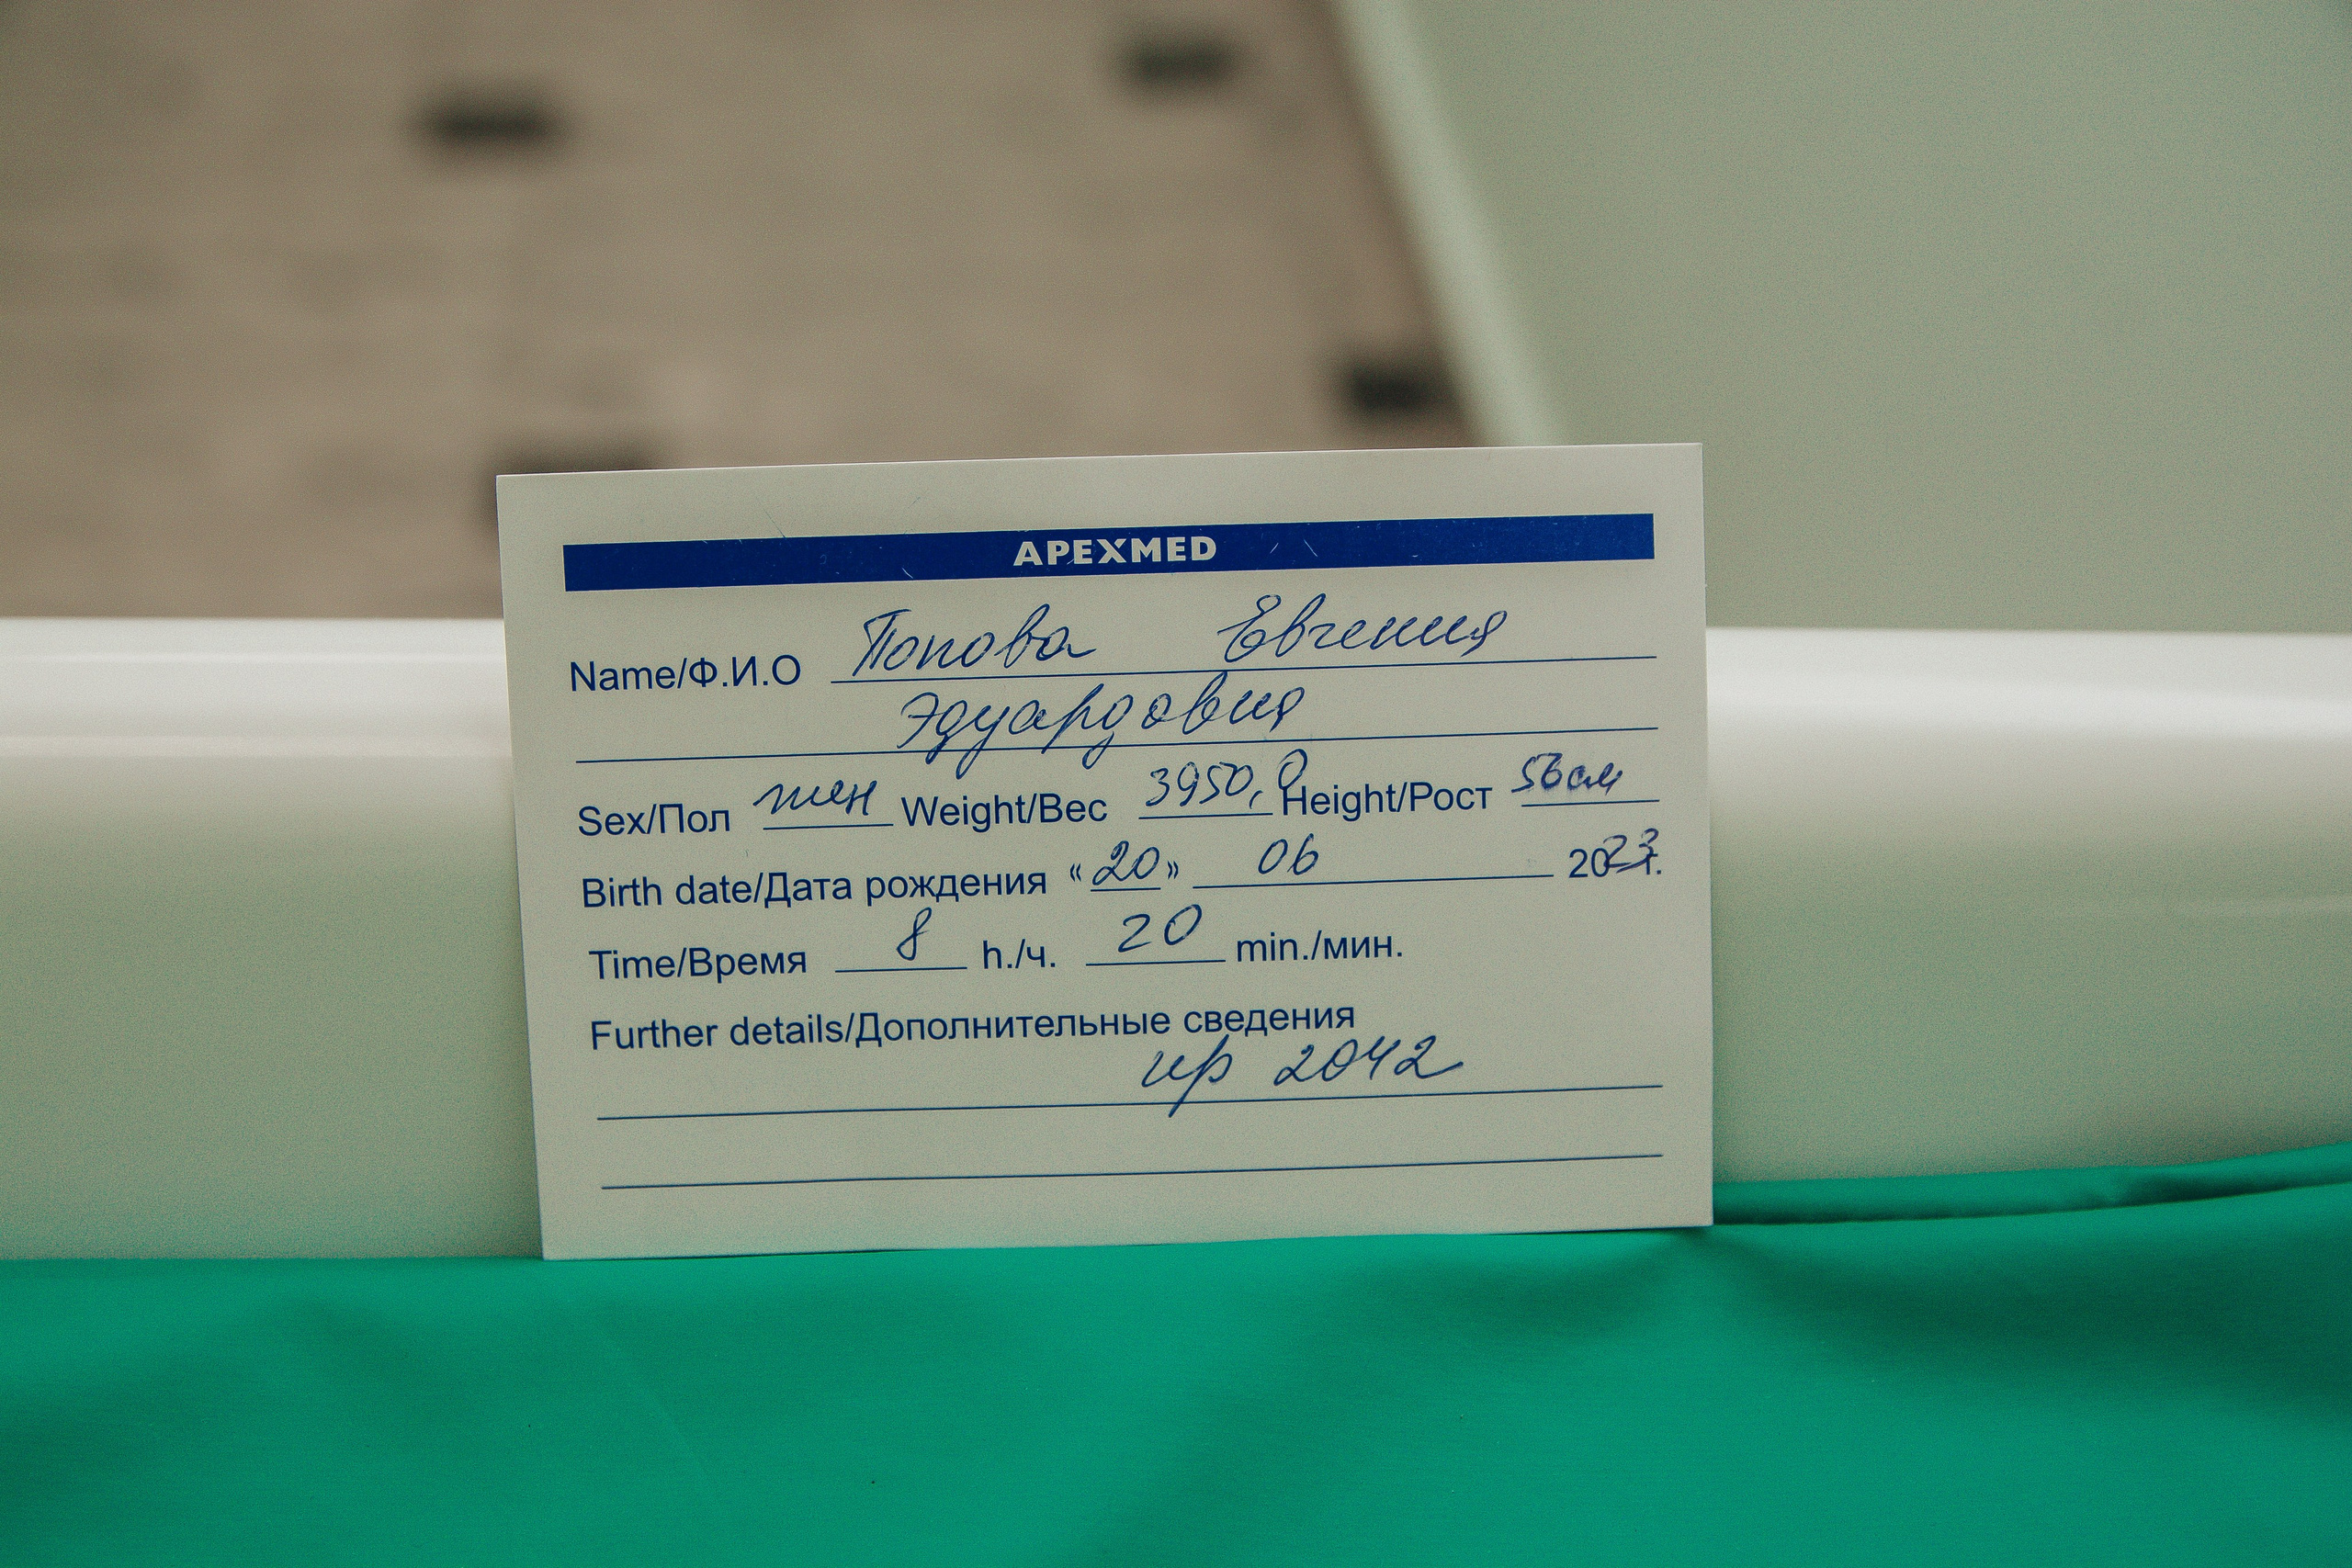 APEXMED
Name/Ф.И.О Попова Евгения
Эдуардовна
Sex/Пол жен Weight/Вес 3950,0 Height/Рост 56см
Birth date/Дата рождения «20» 06 2023г.
Time/Время 8 h./ч. 20 min./мин.
Further details/Дополнительные сведения
ир 2042